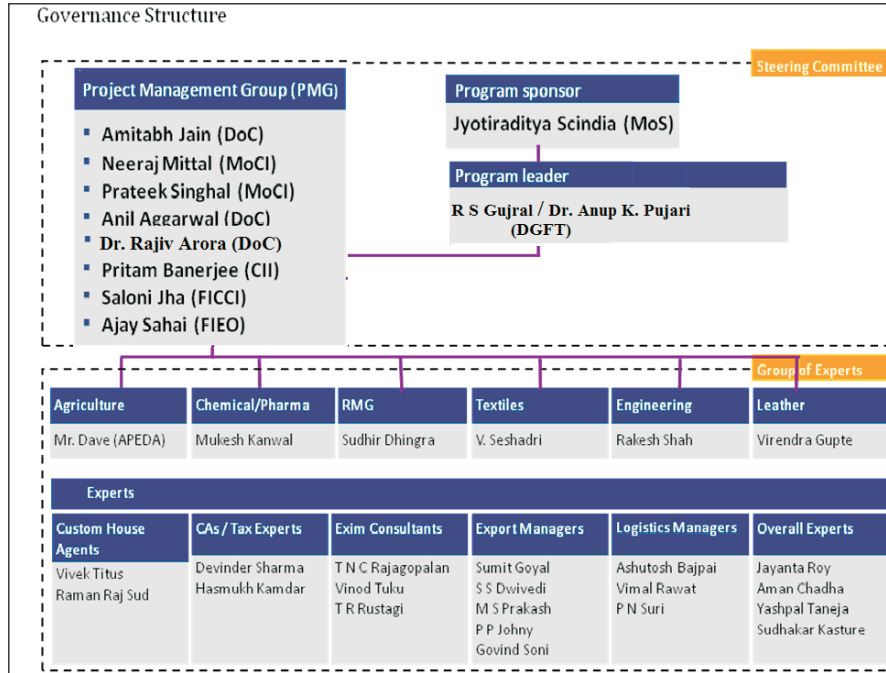 Governance Structure
Steering Committee
Project Management Group (PMG)
Amitabh Jain (DoC)
Neeraj Mittal (MoCI)
Prateek Singhal (MoCI)
Anil Aggarwal (DoC)
Dr. Rajiv Arora (DoC)
Pritam Banerjee (CII)
Saloni Jha (FICCI)
Ajay Sahai (FIEO)
Program sponsor
Jyotiraditya Scindia (MoS)
Program leader
R S Gujral / Dr. Anup K. Pujari
(DGFT)
Group of Experts
Agriculture
Mr. Dave (APEDA)
Chemical/Pharma
Mukesh Kanwal
RMG
Sudhir Dhingra
Textiles
V. Seshadri
Engineering
Rakesh Shah
Leather
Virendra Gupte
Experts
Custom House
Agents
Vivek Titus
Raman Raj Sud
CAs / Tax Experts
Devinder Sharma
Hasmukh Kamdar
Exim Consultants
T N C Rajagopalan
Vinod Tuku
T R Rustagi
Export Managers
Sumit Goyal
S S Dwivedi
M S Prakash
P P Johny
Govind Soni
Logistics Managers
Ashutosh Bajpai
Vimal Rawat
P N Suri
Overall Experts
Jayanta Roy
Aman Chadha
Yashpal Taneja
Sudhakar Kasture